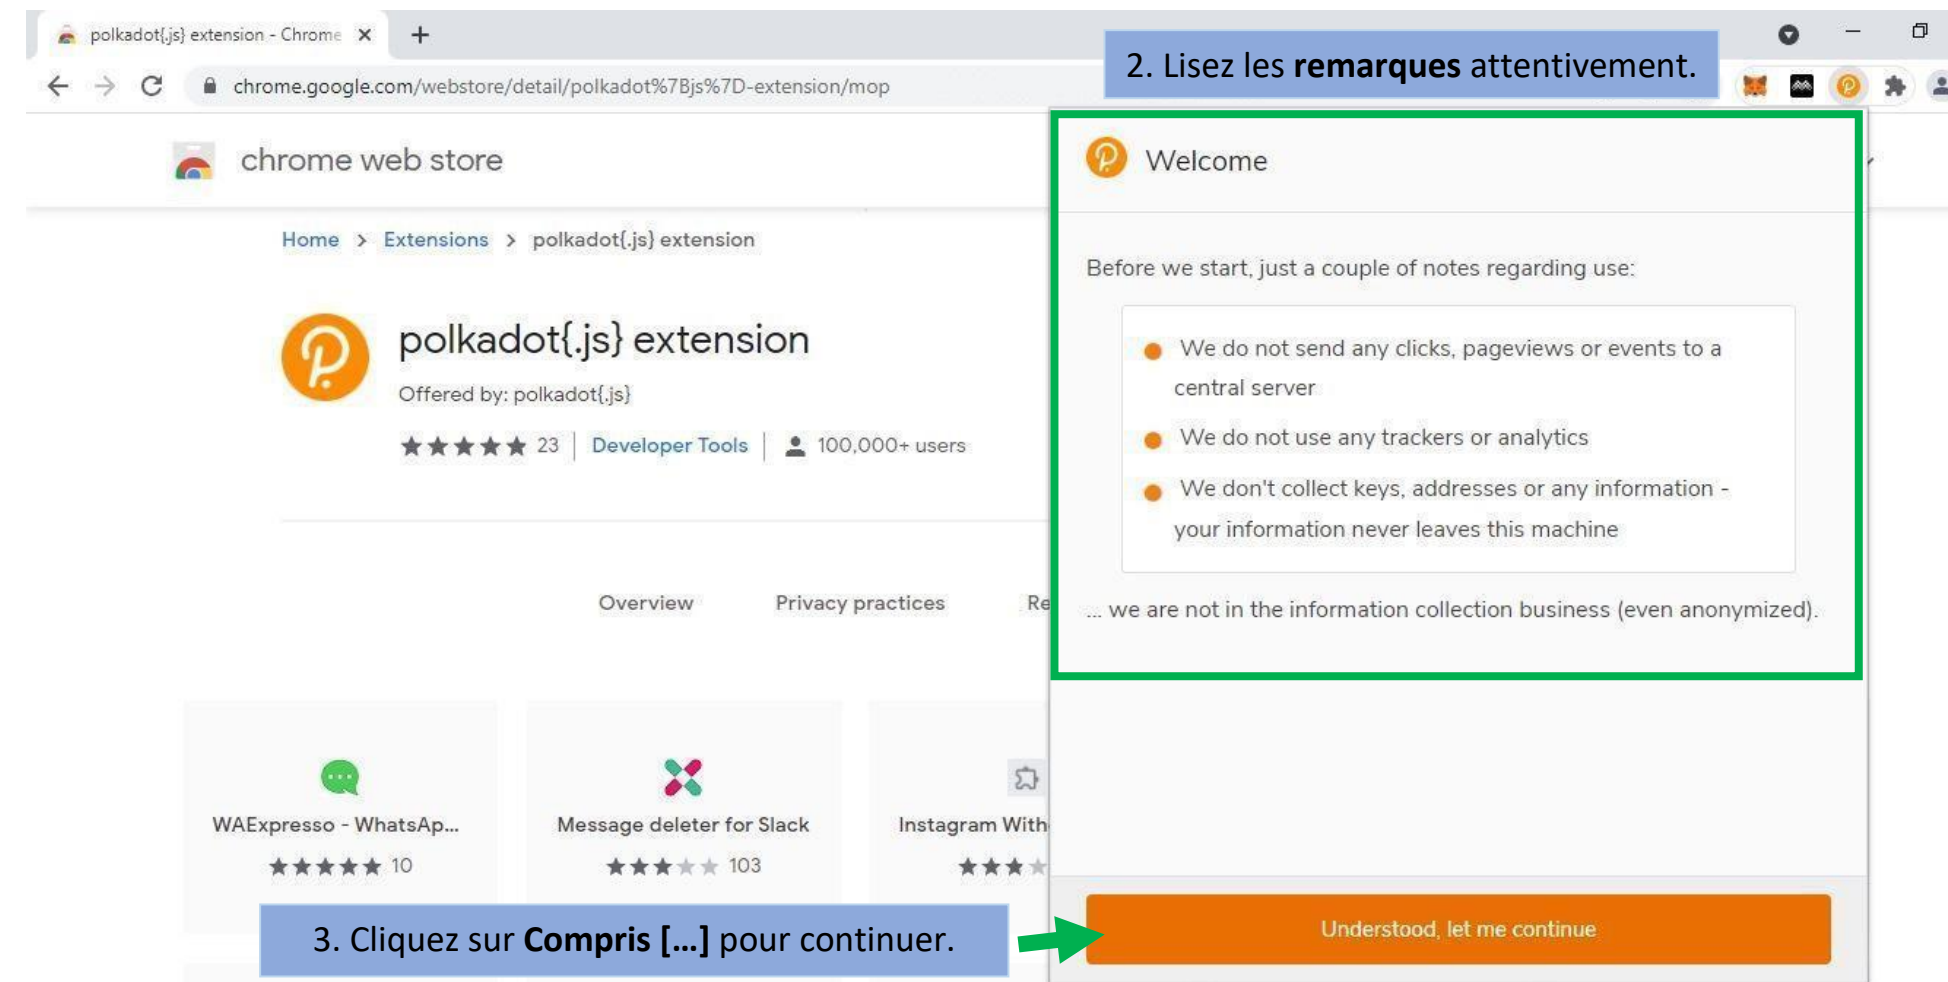 polkadot{.js} extension - Chrome
2. Lisez les remarques attentivement.
chrome.google.com/webstore/detail/polkadot%7Bjs%7D-extension/mop
chrome web store
Welcome
Home > Extensions > polkadot{.js} extension
Before we start, just a couple of notes regarding use:
polkadot{.js} extension
Offered by: polkadot{.js}
23 | Developer Tools | 100,000+ users
We do not send any clicks, pageviews or events to a
central server
We do not use any trackers or analytics
We don't collect keys, addresses or any information -
your information never leaves this machine
Overview Privacy practices Re
... we are not in the information collection business (even anonymized).
WAExpresso - WhatsAp...
10
Message deleter for Slack
103
Instagram With
3. Cliquez sur Compris [...] pour continuer.
Understood, let me continue